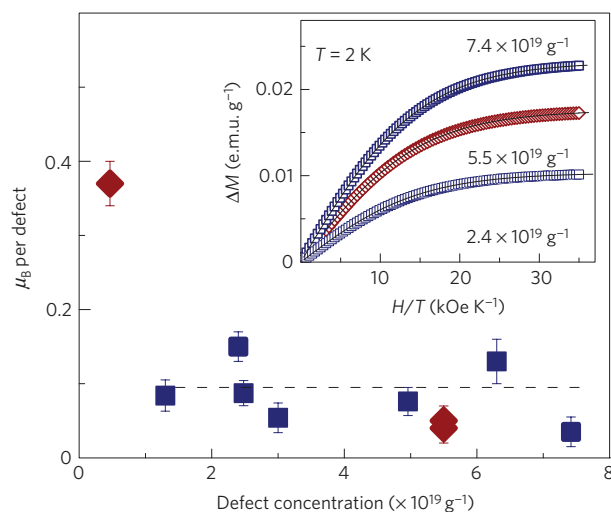 μB per defect
0.4
0.2
0
0
2
4
6
8
Defect concentration (× 10¹⁹ g⁻¹)
T = 2 K
7.4 × 10¹⁹ g⁻¹
5.5 × 10¹⁹ g⁻¹
2.4 × 10¹⁹ g⁻¹
ΔM (e.m.u. g⁻¹)
0.02
0.01
0
10
20
30
H/T (kOe K⁻¹)